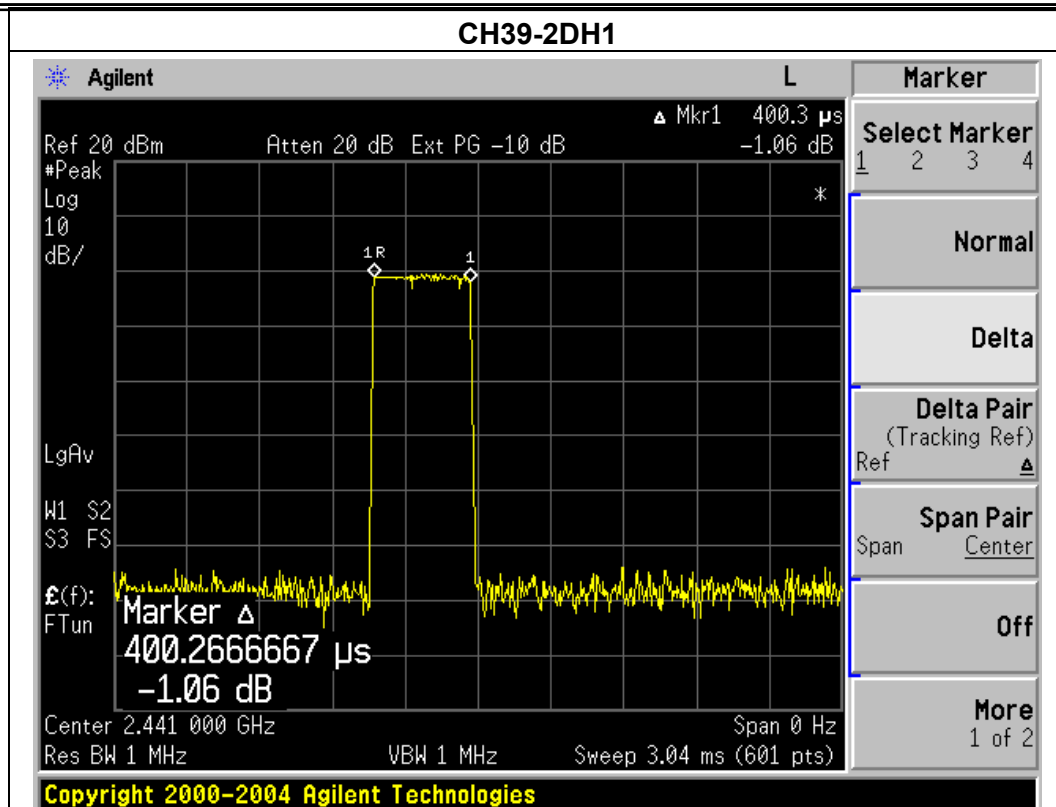 CH39-2DH1
Agilent L Marker
Δ Mkr1 400.3 µs
Ref 20 dBm Atten 20 dB Ext PG -10 dB -1.06 dB
#Peak
Log
10
dB/
*
1R
1
LgAv
W1 S2
S3 FS
£(f):
FTun
Marker Δ
400.2666667 µs
-1.06 dB
Center 2.441 000 GHz Span 0 Hz
Res BW 1 MHz VBW 1 MHz Sweep 3.04 ms (601 pts)
Copyright 2000-2004 Agilent Technologies
Select Marker
1 2 3 4
Normal
Delta
Delta Pair
(Tracking Ref)
Ref Δ
Span Pair
Span Center
Off
More
1 of 2